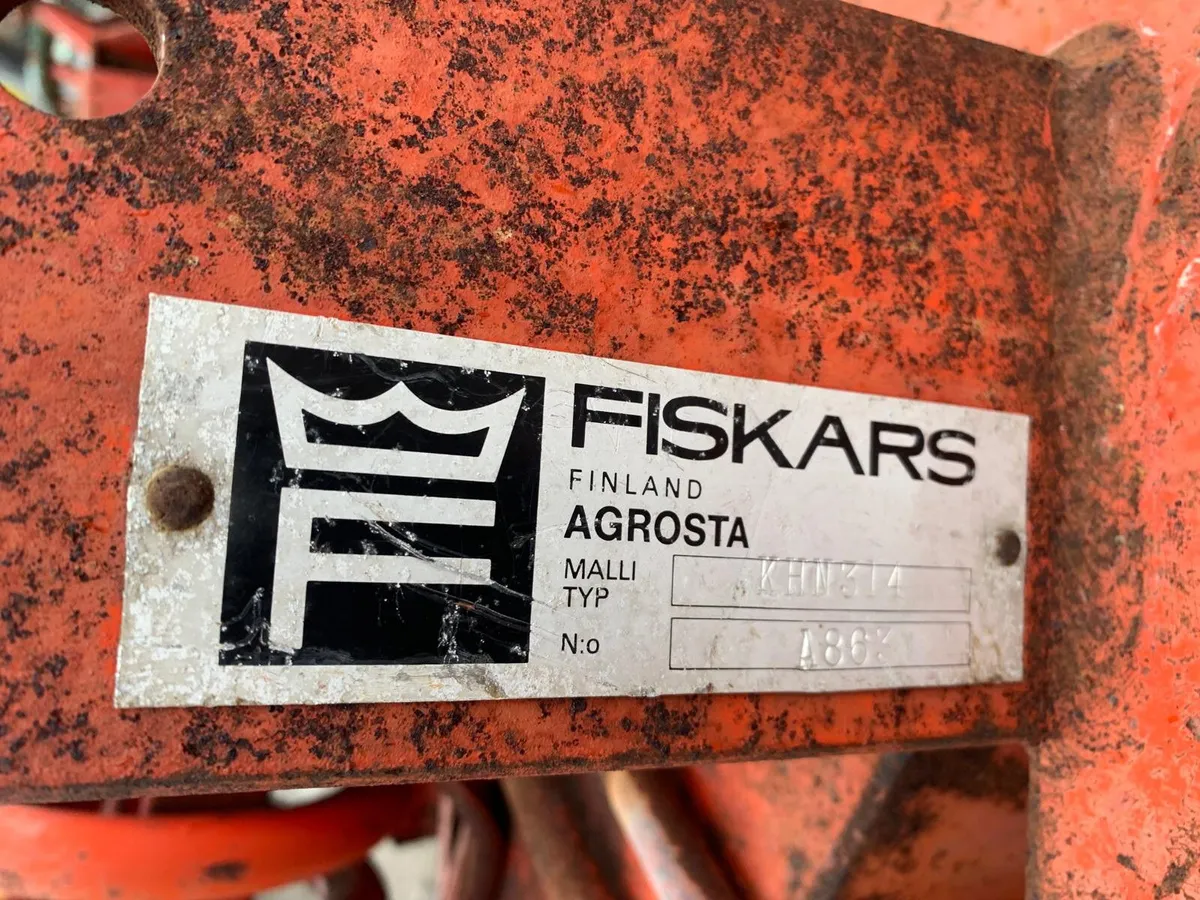 FISKARS
FINLAND
AGROSTA
MALLI
TYP
KHN314
N:o